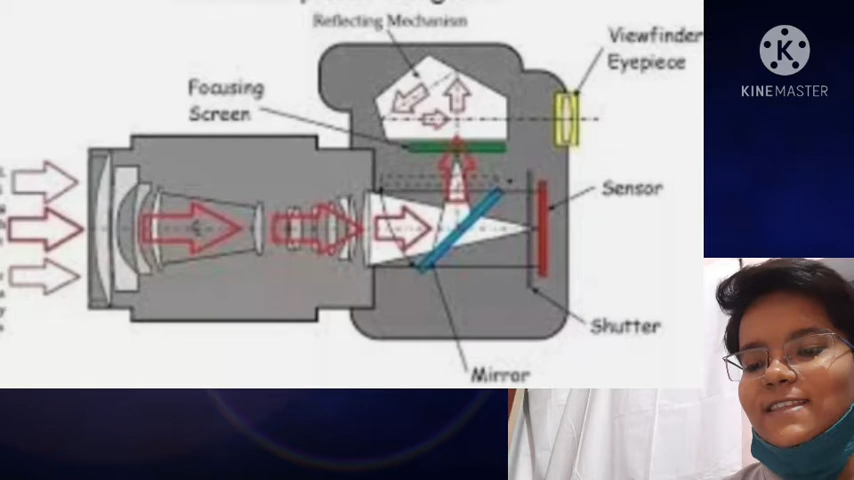 Reflecting Mechanism
Viewfinder
Eyepiece
K
KINEMASTER
Focusing
Screen
Sensor
Shutter
Mirror